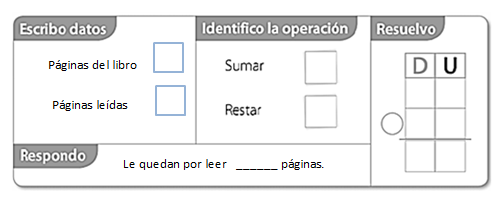 Escribo datos
Identifico la operación
Resuelvo
Páginas del libro
Sumar
D U
Páginas leídas
Restar
Respondo
Le quedan por leer ______ páginas.